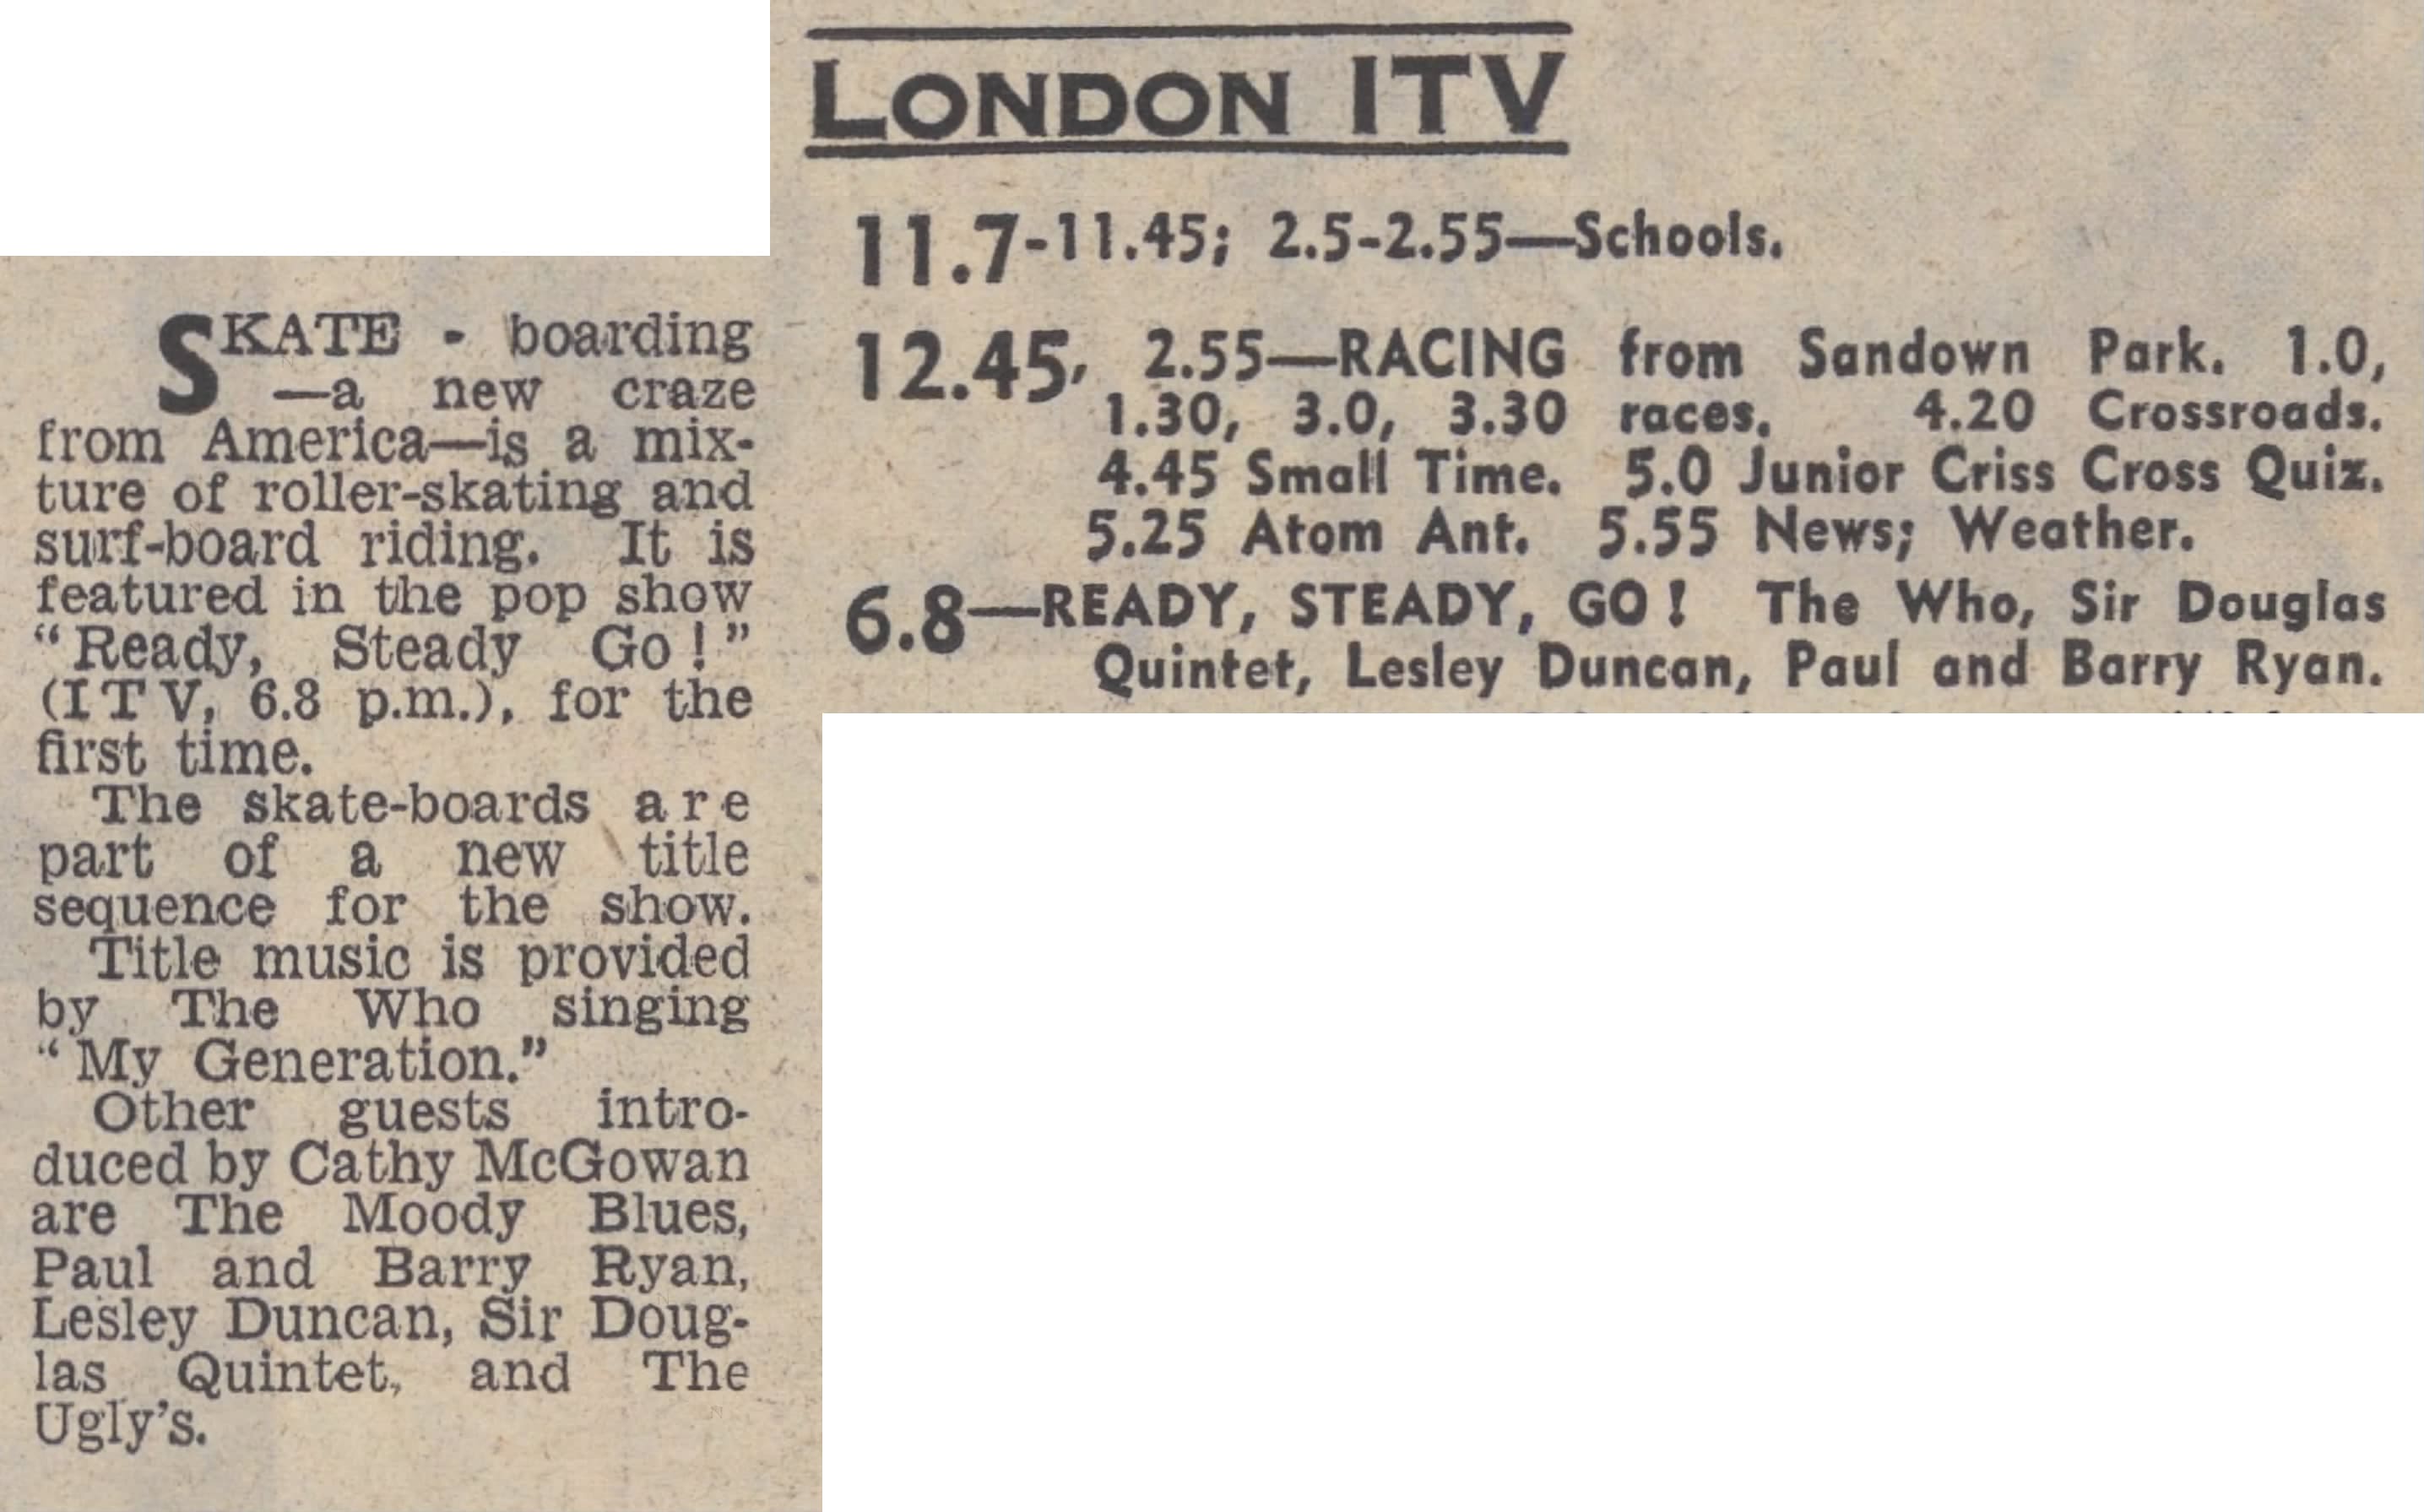 SKATE - boarding
—a new craze
from America—is a mix-
ture of roller-skating and
surf-board riding. It is
featured in the pop show
“Ready, Steady Go!”
(ITV, 6.8 p.m.), for the
first time.
The skate-boards are
part of a new title
sequence for the show.
Title music is provided
by The Who singing
“My Generation.”
Other guests intro-
duced by Cathy McGowan
are The Moody Blues,
Paul and Barry Ryan,
Lesley Duncan, Sir Doug-
las Quintet, and The
Ugly's.
LONDON ITV
11.7-11.45; 2.5-2.55—Schools.
12.45, 2.55—RACING from Sandown Park. 1.0,
1.30, 3.0, 3.30 races. 4.20 Crossroads.
4.45 Small Time. 5.0 Junior Criss Cross Quiz.
5.25 Atom Ant. 5.55 News; Weather.
6.8—READY, STEADY, GO! The Who, Sir Douglas
Quintet, Lesley Duncan, Paul and Barry Ryan.